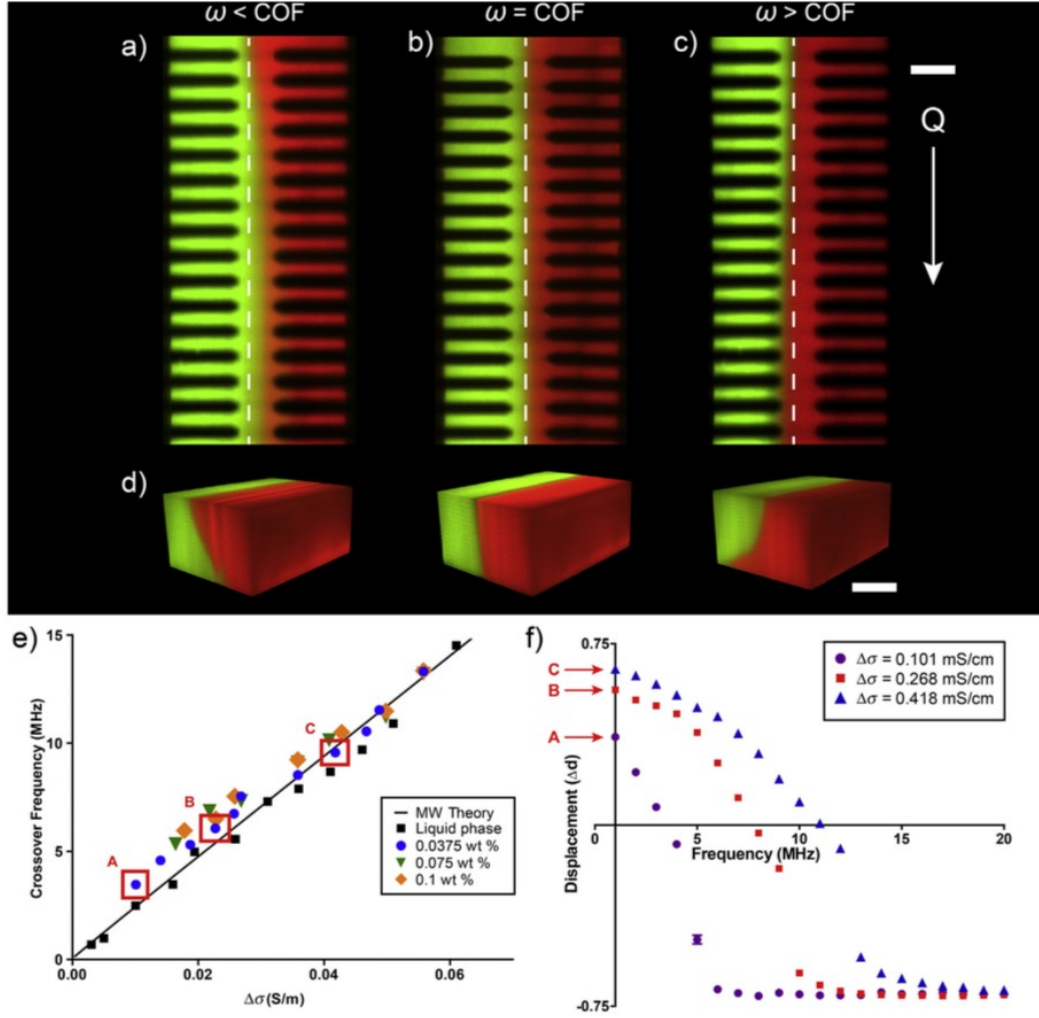 ω < COF
ω = COF
ω > COF
a)
b)
c)
Q
d)
e)
15
10
5
0
Crossover Frequency (MHz)
A
B
C
MW Theory
Liquid phase
0.0375 wt %
0.075 wt %
0.1 wt %
0.00
0.02
0.04
0.06
Δσ(S/m)
f)
0.75
C
B
A
Δσ = 0.101 mS/cm
Δσ = 0.268 mS/cm
Δσ = 0.418 mS/cm
Displacement (Δd)
0
5
10
15
20
Frequency (MHz)
-0.75